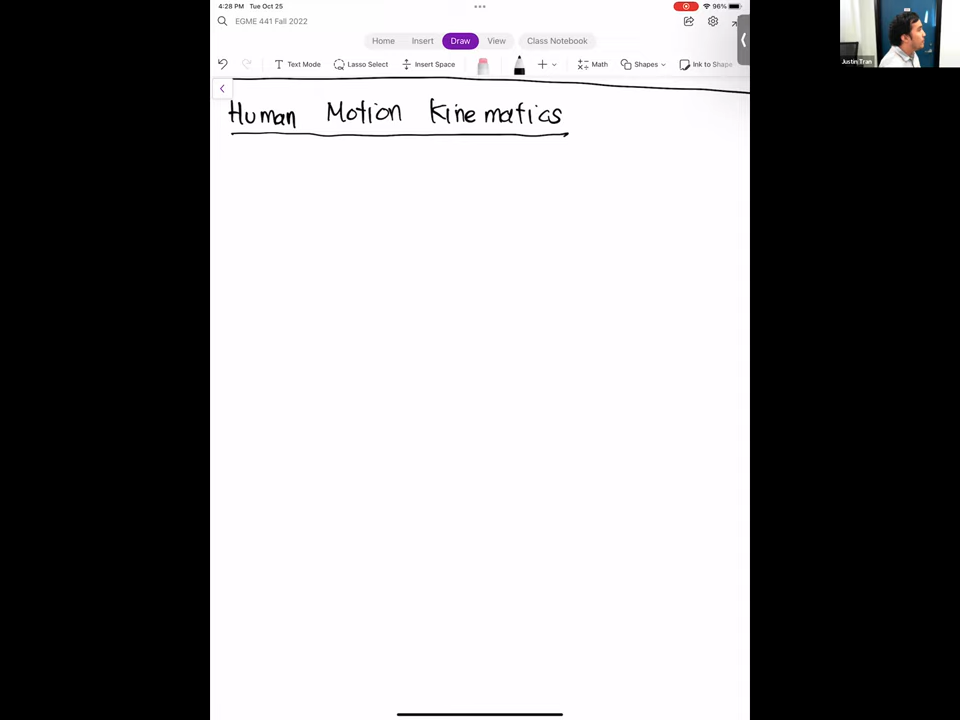 4:28 PM Tue Oct 25
96%
EGME 441 Fall 2022
Home Insert Draw View Class Notebook
Text Mode Lasso Select Insert Space Math Shapes Ink to Shape
Human Motion Kinematics
Justin Tran